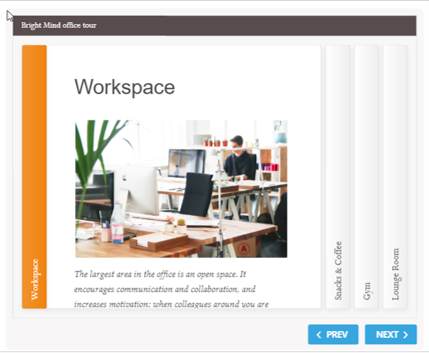 Bright Mind office tour
Workspace
Workspace
The largest area in the office is an open space. It
encourages communication and collaboration, and
increases motivation: when colleagues around you are
Snacks & Coffee
Gym
Lounge Room
PREV
NEXT